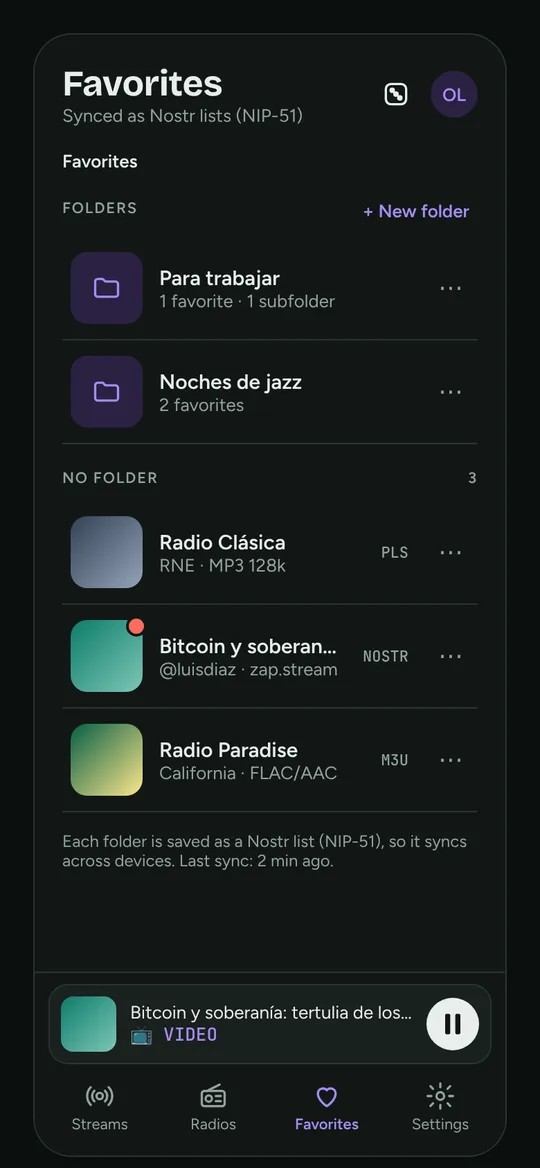 Favorites
Synced as Nostr lists (NIP-51)
OL
Favorites
FOLDERS
+ New folder
Para trabajar
1 favorite · 1 subfolder
...
Noches de jazz
2 favorites
...
NO FOLDER
3
Radio Clásica
RNE · MP3 128k
PLS
...
Bitcoin y soberan...
@luisdiaz · zap.stream
NOSTR
...
Radio Paradise
California · FLAC/AAC
M3U
...
Each folder is saved as a Nostr list (NIP-51), so it syncs
across devices. Last sync: 2 min ago.
Bitcoin y soberanía: tertulia de los...
📺 VIDEO
Streams
Radios
Favorites
Settings